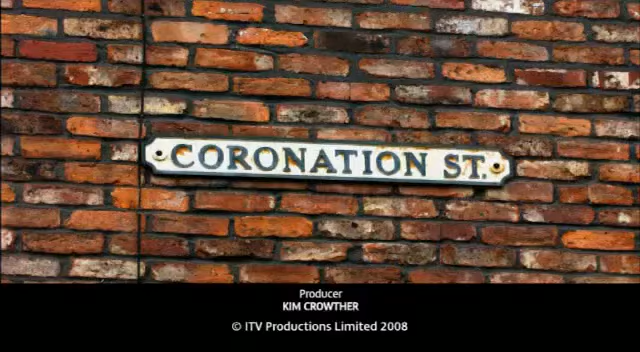 CORONATION ST.
Producer
KIM CROWTHER
© ITV Productions Limited 2008